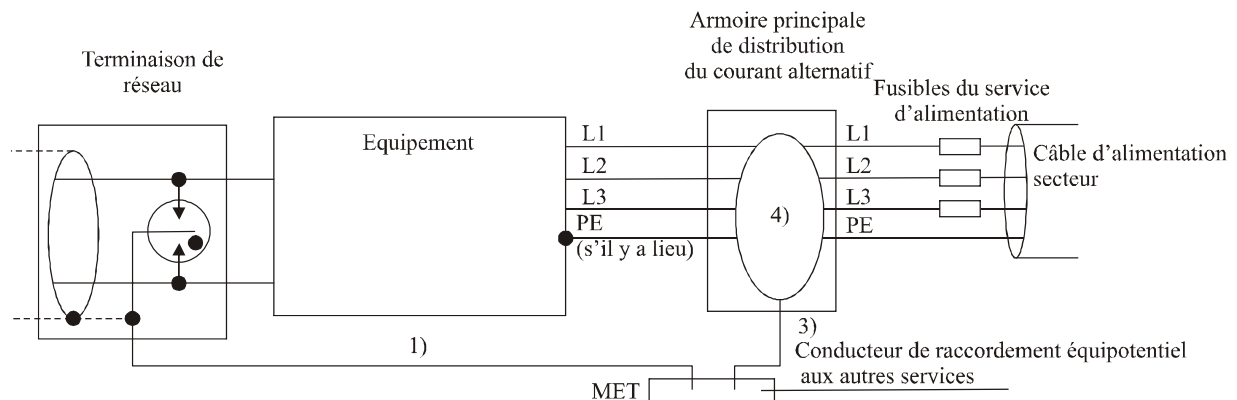 Armoire principale
de distribution
du courant alternatif
Terminaison de
réseau
Fusibles du service
d'alimentation
Equipement
L1
L2
L3
PE
(s'il y a lieu)
4)
L1
L2
L3
PE
Câble d'alimentation
secteur
1)
3)
Conducteur de raccordement équipotentiel
aux autres services
MET